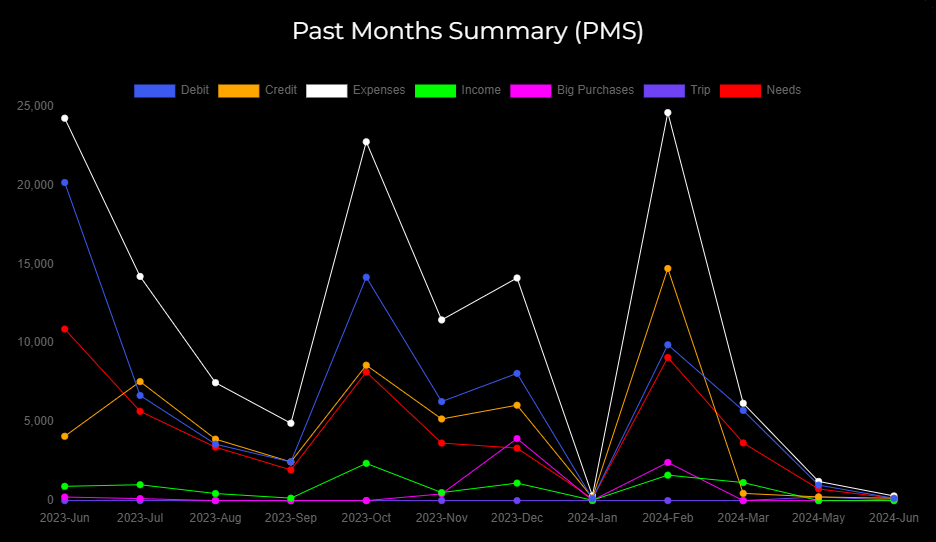 Past Months Summary (PMS)
Debit Credit Expenses Income Big Purchases Trip Needs
25,000
20,000
15,000
10,000
5,000
0
2023-Jun 2023-Jul 2023-Aug 2023-Sep 2023-Oct 2023-Nov 2023-Dec 2024-Jan 2024-Feb 2024-Mar 2024-May 2024-Jun